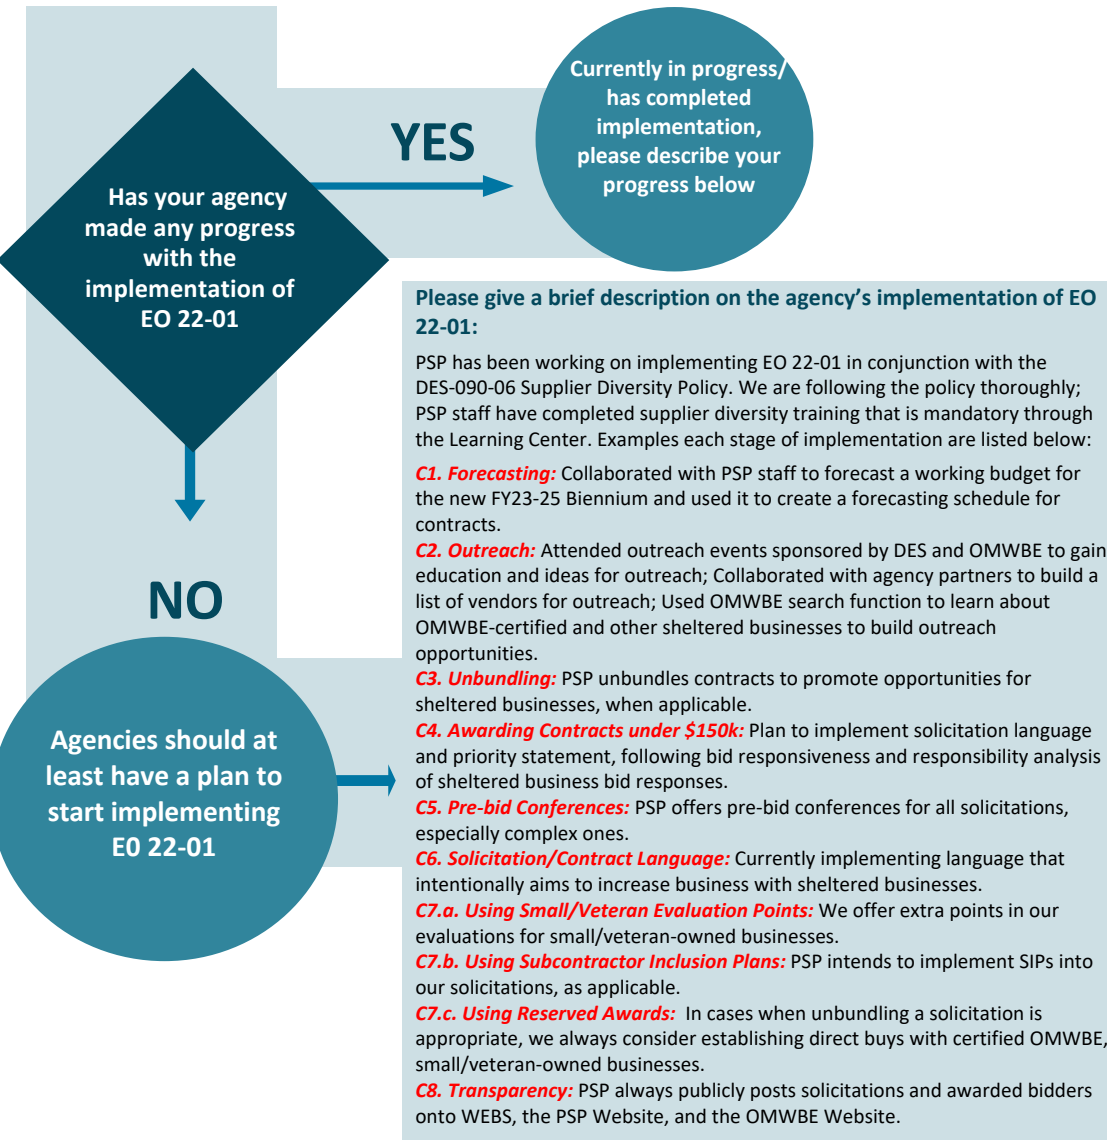 Has your agency
made any progress
with the
implementation of
EO 22-01
YES
Currently in progress/
has completed
implementation,
please describe your
progress below
NO
Agencies should at
least have a plan to
start implementing
E0 22-01
Please give a brief description on the agency’s implementation of EO
22-01:
PSP has been working on implementing EO 22-01 in conjunction with the
DES-090-06 Supplier Diversity Policy. We are following the policy thoroughly;
PSP staff have completed supplier diversity training that is mandatory through
the Learning Center. Examples each stage of implementation are listed below:
C1. Forecasting: Collaborated with PSP staff to forecast a working budget for
the new FY23-25 Biennium and used it to create a forecasting schedule for
contracts.
C2. Outreach: Attended outreach events sponsored by DES and OMWBE to gain
education and ideas for outreach; Collaborated with agency partners to build a
list of vendors for outreach; Used OMWBE search function to learn about
OMWBE-certified and other sheltered businesses to build outreach
opportunities.
C3. Unbundling: PSP unbundles contracts to promote opportunities for
sheltered businesses, when applicable.
C4. Awarding Contracts under $150k: Plan to implement solicitation language
and priority statement, following bid responsiveness and responsibility analysis
of sheltered business bid responses.
C5. Pre-bid Conferences: PSP offers pre-bid conferences for all solicitations,
especially complex ones.
C6. Solicitation/Contract Language: Currently implementing language that
intentionally aims to increase business with sheltered businesses.
C7.a. Using Small/Veteran Evaluation Points: We offer extra points in our
evaluations for small/veteran-owned businesses.
C7.b. Using Subcontractor Inclusion Plans: PSP intends to implement SIPs into
our solicitations, as applicable.
C7.c. Using Reserved Awards: In cases when unbundling a solicitation is
appropriate, we always consider establishing direct buys with certified OMWBE,
small/veteran-owned businesses.
C8. Transparency: PSP always publicly posts solicitations and awarded bidders
onto WEBS, the PSP Website, and the OMWBE Website.